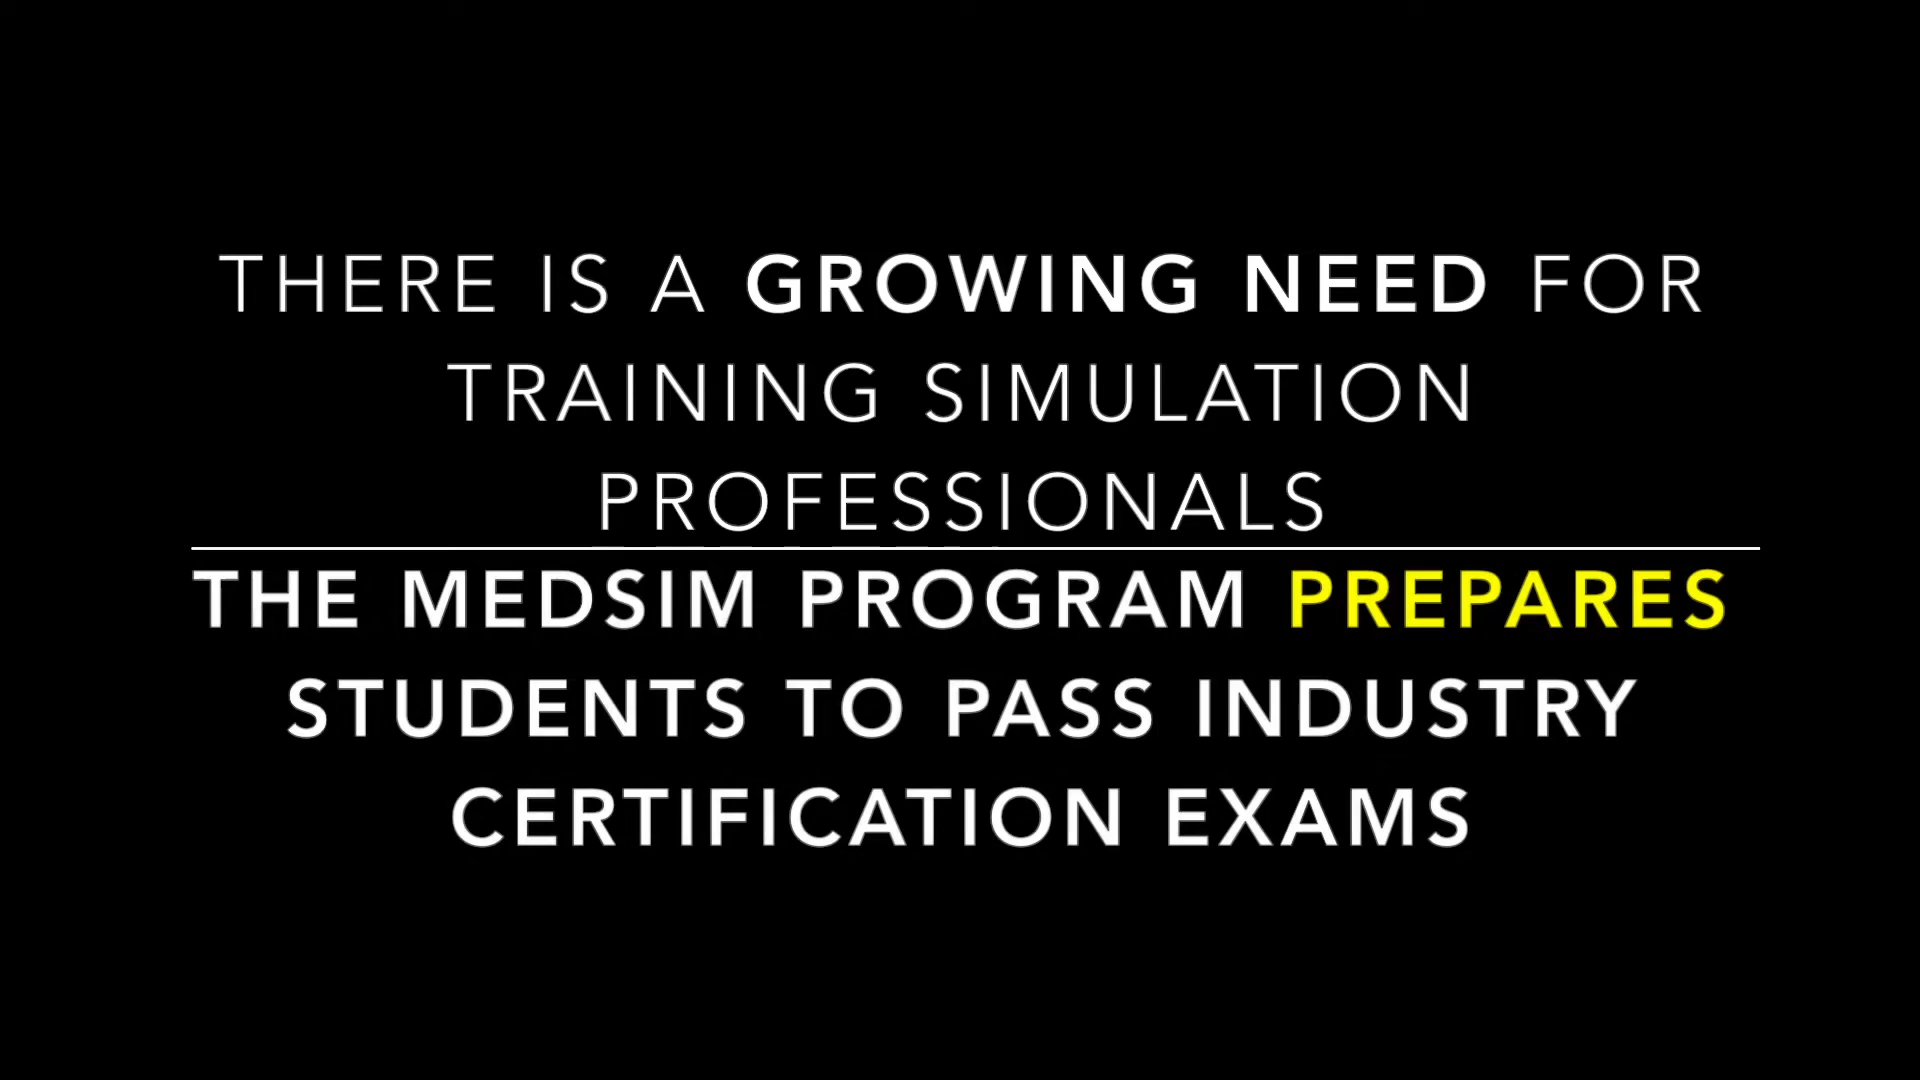 THERE IS A GROWING NEED FOR
TRAINING SIMULATION
PROFESSIONALS
THE MEDSIM PROGRAM PREPARES
STUDENTS TO PASS INDUSTRY
CERTIFICATION EXAMS